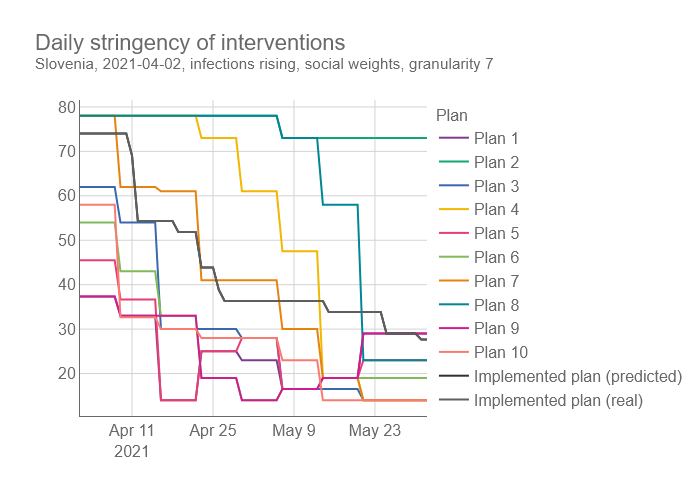 Daily stringency of interventions
Slovenia, 2021-04-02, infections rising, social weights, granularity 7
80
70
60
50
40
30
20
Apr 11
2021
Apr 25
May 9
May 23
Plan
Plan 1
Plan 2
Plan 3
Plan 4
Plan 5
Plan 6
Plan 7
Plan 8
Plan 9
Plan 10
Implemented plan (predicted)
Implemented plan (real)